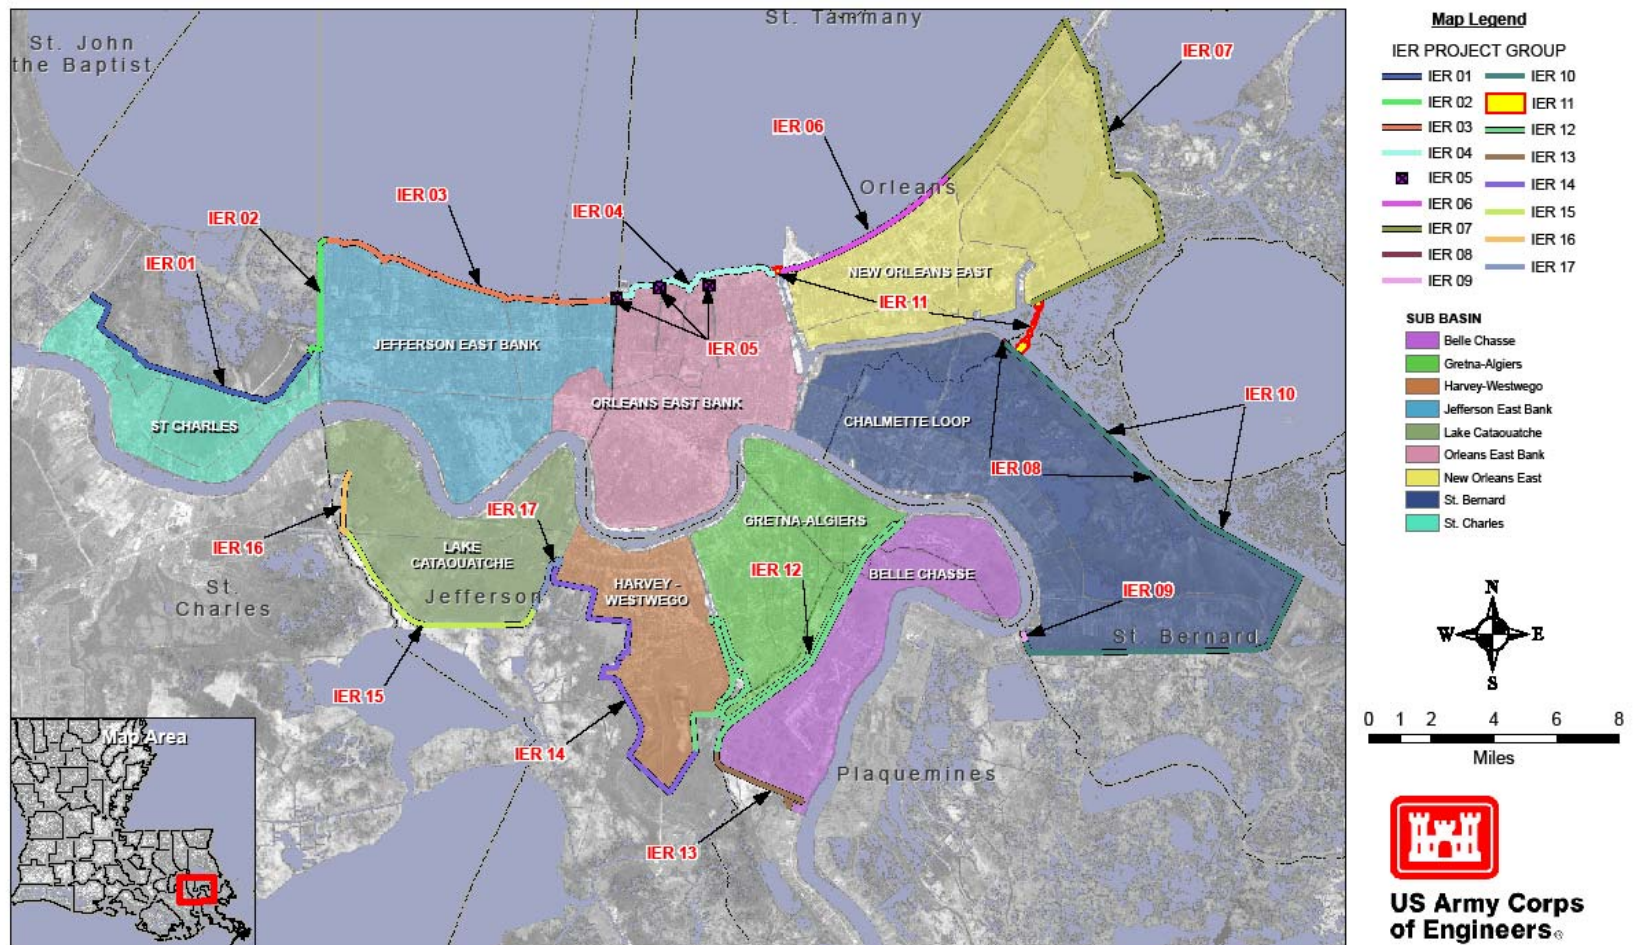 St. Tammany
St. John
the Baptist
IER 07
IER 06
Orleans
IER 03
IER 04
IER 02
IER 01
NEW ORLEANS EAST
IER 11
JEFFERSON EAST BANK
IER 05
ORLEANS EAST BANK
IER 10
ST CHARLES
CHALMETTE LOOP
IER 08
IER 17
GRETNA-ALGIERS
IER 16
LAKE
CATAOUATCHE
IER 12
BELLE CHASSE
St.
Charles
Jefferson
HARVEY -
WESTWEGO
IER 09
St. Bernard
IER 15
IER 14
Plaquemines
IER 13
Map Area
Map Legend
IER PROJECT GROUP
IER 01
IER 02
IER 03
IER 04
IER 05
IER 06
IER 07
IER 08
IER 09
IER 10
IER 11
IER 12
IER 13
IER 14
IER 15
IER 16
IER 17
SUB BASIN
Belle Chasse
Gretna-Algiers
Harvey-Westwego
Jefferson East Bank
Lake Cataouatche
Orleans East Bank
New Orleans East
St. Bernard
St. Charles
N
W E
S
0 1 2 4 6 8
Miles
US Army Corps
of Engineers®